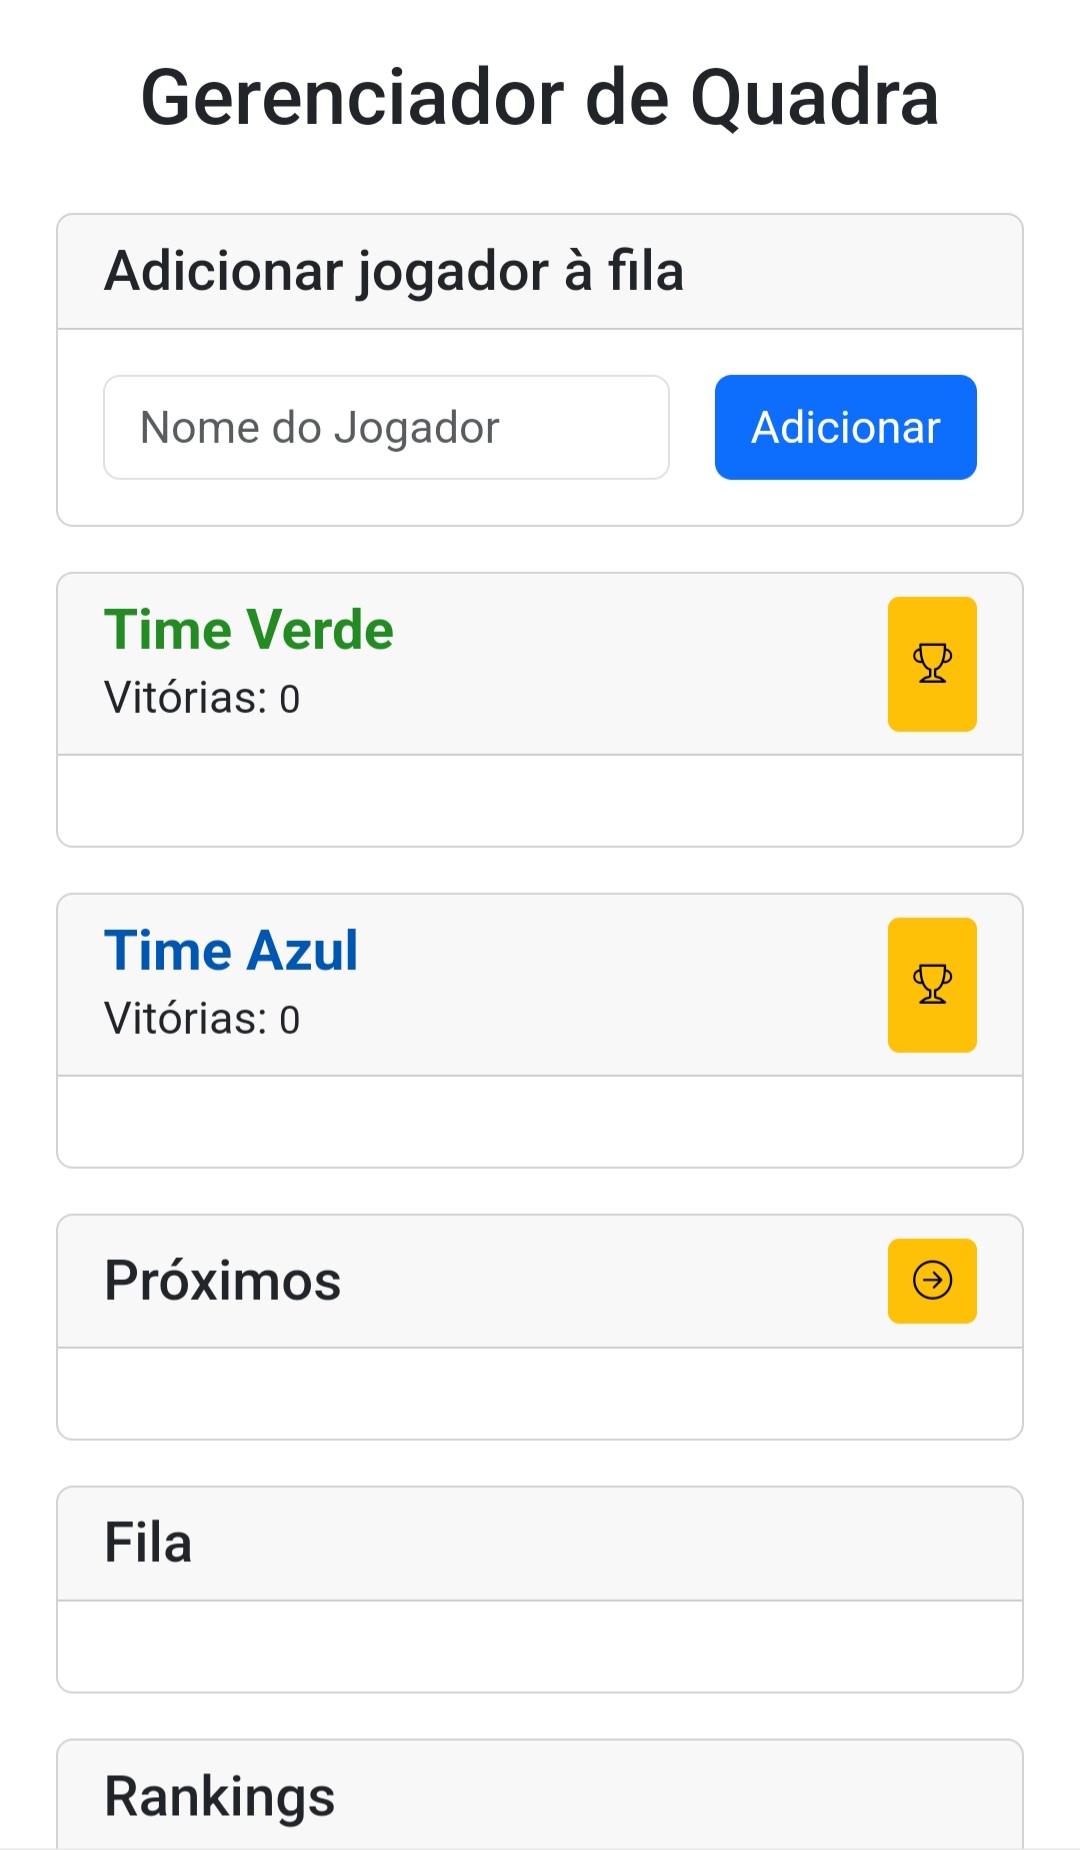 Gerenciador de Quadra
Adicionar jogador à fila
Nome do Jogador
Adicionar
Time Verde
Vitórias: 0
Time Azul
Vitórias: 0
Próximos
Fila
Rankings